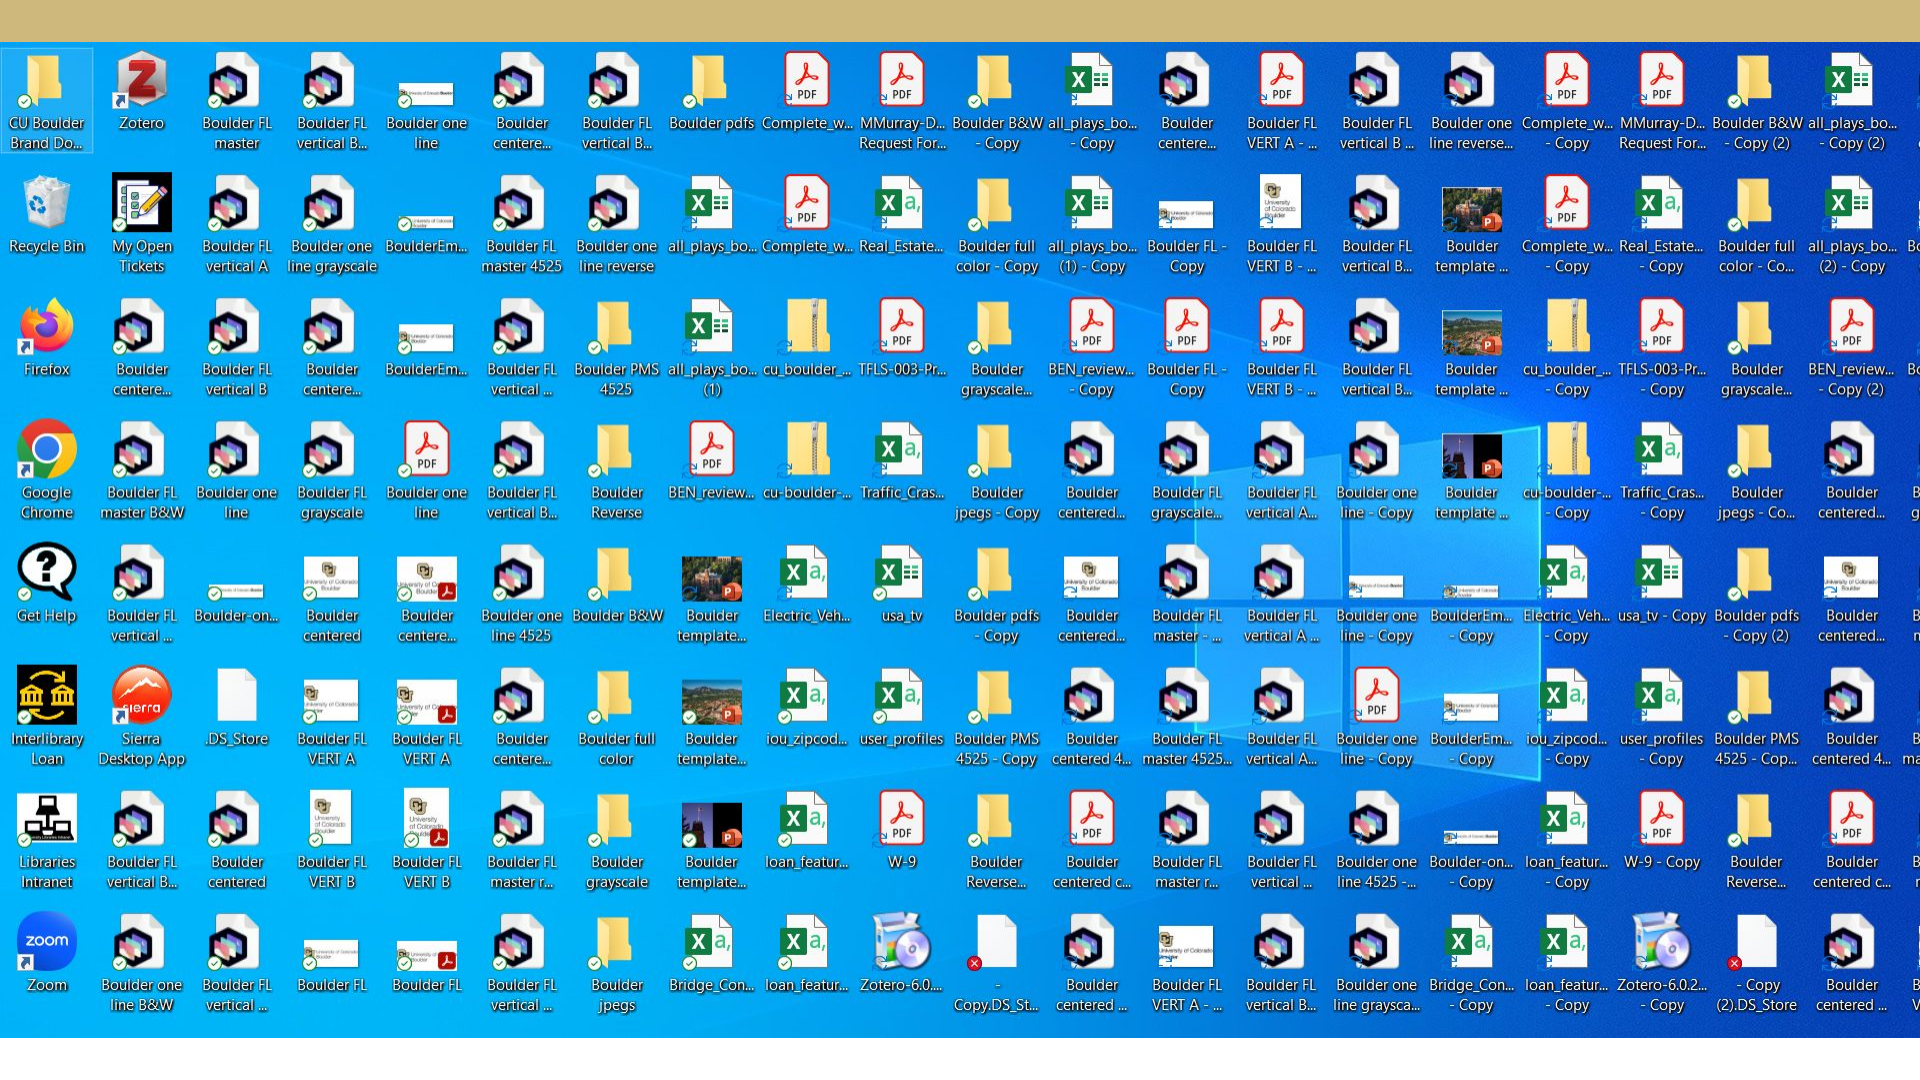 CU Boulder
Brand Do...
Zotero
Boulder FL
master
Boulder FL
vertical B...
Boulder one
line
Boulder
centere...
Boulder FL
vertical B...
Boulder pdfs
Complete_w...
MMurray-D...
Request For...
Boulder B&W
- Copy
all_plays_bo...
- Copy
Boulder
centere...
Boulder FL
VERT A - ...
Boulder FL
vertical B ...
Boulder one
line reverse...
Complete_w...
- Copy
MMurray-D...
Request For...
Boulder B&W
- Copy (2)
all_plays_bo...
- Copy (2)
Recycle Bin
My Open
Tickets
Boulder FL
vertical A
Boulder one
line grayscale
BoulderEm...
Boulder FL
master 4525
Boulder one
line reverse
all_plays_bo...
Complete_w...
Real_Estate...
Boulder full
color - Copy
all_plays_bo...
(1) - Copy
Boulder FL -
Copy
Boulder FL
VERT B - ...
Boulder FL
vertical B...
Boulder
template ...
Complete_w...
- Copy
Real_Estate...
- Copy
Boulder full
color - Co...
all_plays_bo...
(2) - Copy
Firefox
Boulder
centere...
Boulder FL
vertical B
Boulder
centere...
BoulderEm...
Boulder FL
vertical ...
Boulder PMS
4525
all_plays_bo...
(1)
cu_boulder_...
TFLS-003-Pr...
Boulder
grayscale...
BEN_review...
- Copy
Boulder FL -
Copy
Boulder FL
VERT B - ...
Boulder FL
vertical B...
Boulder
template ...
cu_boulder_...
- Copy
TFLS-003-Pr...
- Copy
Boulder
grayscale...
BEN_review...
- Copy (2)
Google
Chrome
Boulder FL
master B&W
Boulder one
line
Boulder FL
grayscale
Boulder one
line
Boulder FL
vertical B...
Boulder
Reverse
BEN_review...
cu-boulder-...
Traffic_Cras...
Boulder
jpegs - Copy
Boulder
centered...
Boulder FL
grayscale...
Boulder FL
vertical A...
Boulder one
line - Copy
Boulder
template ...
cu-boulder-...
- Copy
Traffic_Cras...
- Copy
Boulder
jpegs - Co...
Boulder
centered...
Get Help
Boulder FL
vertical ...
Boulder-on...
Boulder
centered
Boulder
centere...
Boulder one
line 4525
Boulder B&W
Boulder
template...
Electric_Veh...
usa_tv
Boulder pdfs
- Copy
Boulder
centered...
Boulder FL
master - ...
Boulder FL
vertical A ...
Boulder one
line - Copy
BoulderEm...
- Copy
Electric_Veh...
- Copy
usa_tv - Copy
Boulder pdfs
- Copy (2)
Boulder
centered...
Interlibrary
Loan
Sierra
Desktop App
.DS_Store
Boulder FL
VERT A
Boulder FL
VERT A
Boulder
centere...
Boulder full
color
Boulder
template...
iou_zipcod...
user_profiles
Boulder PMS
4525 - Copy
Boulder
centered 4...
Boulder FL
master 4525...
Boulder FL
vertical A...
Boulder one
line - Copy
BoulderEm...
- Copy
iou_zipcod...
- Copy
user_profiles
- Copy
Boulder PMS
4525 - Cop...
Boulder
centered 4...
Libraries
Intranet
Boulder FL
vertical B...
Boulder
centered
Boulder FL
VERT B
Boulder FL
VERT B
Boulder FL
master r...
Boulder
grayscale
Boulder
template...
loan_featur...
W-9
Boulder
Reverse...
Boulder
centered c...
Boulder FL
master r...
Boulder FL
vertical ...
Boulder one
line 4525 -...
Boulder-on...
- Copy
loan_featur...
- Copy
W-9 - Copy
Boulder
Reverse...
Boulder
centered c...
Zoom
Boulder one
line B&W
Boulder FL
vertical ...
Boulder FL
Boulder FL
Boulder FL
vertical ...
Boulder
jpegs
Bridge_Con...
loan_featur...
Zotero-6.0....
-
Copy.DS_St...
Boulder
centered ...
Boulder FL
VERT A - ...
Boulder FL
vertical B...
Boulder one
line graysca...
Bridge_Con...
- Copy
loan_featur...
- Copy
Zotero-6.0.2...
- Copy
- Copy
(2).DS_Store
Boulder
centered ...